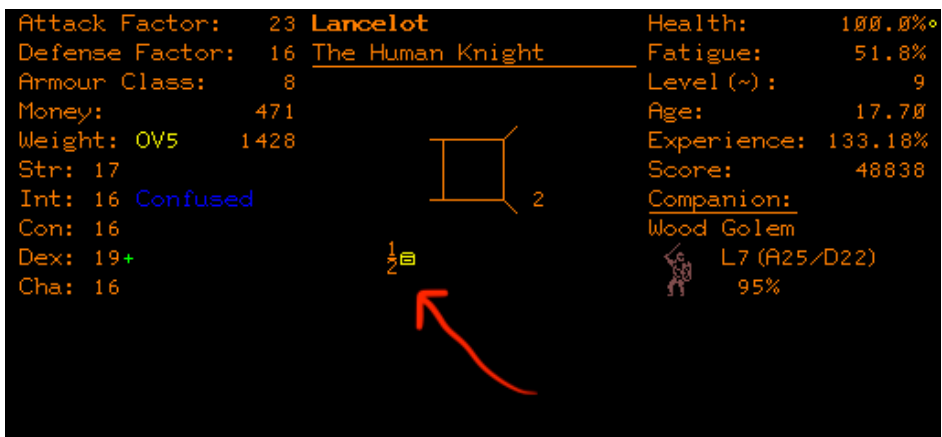 Attack Factor: 23 Lancelot Health: 100.0%
Defense Factor: 16 The Human Knight Fatigue: 51.8%
Armour Class: 8 Level(~): 9
Money: 471 Age: 17.70
Weight: OV5 1428 Experience: 133.18%
Str: 17 Score: 48838
Int: 16 Confused 2 Companion:
Con: 16 Wood Golem
Dex: 19+ ½ L7(A25/D22)
Cha: 16 95%